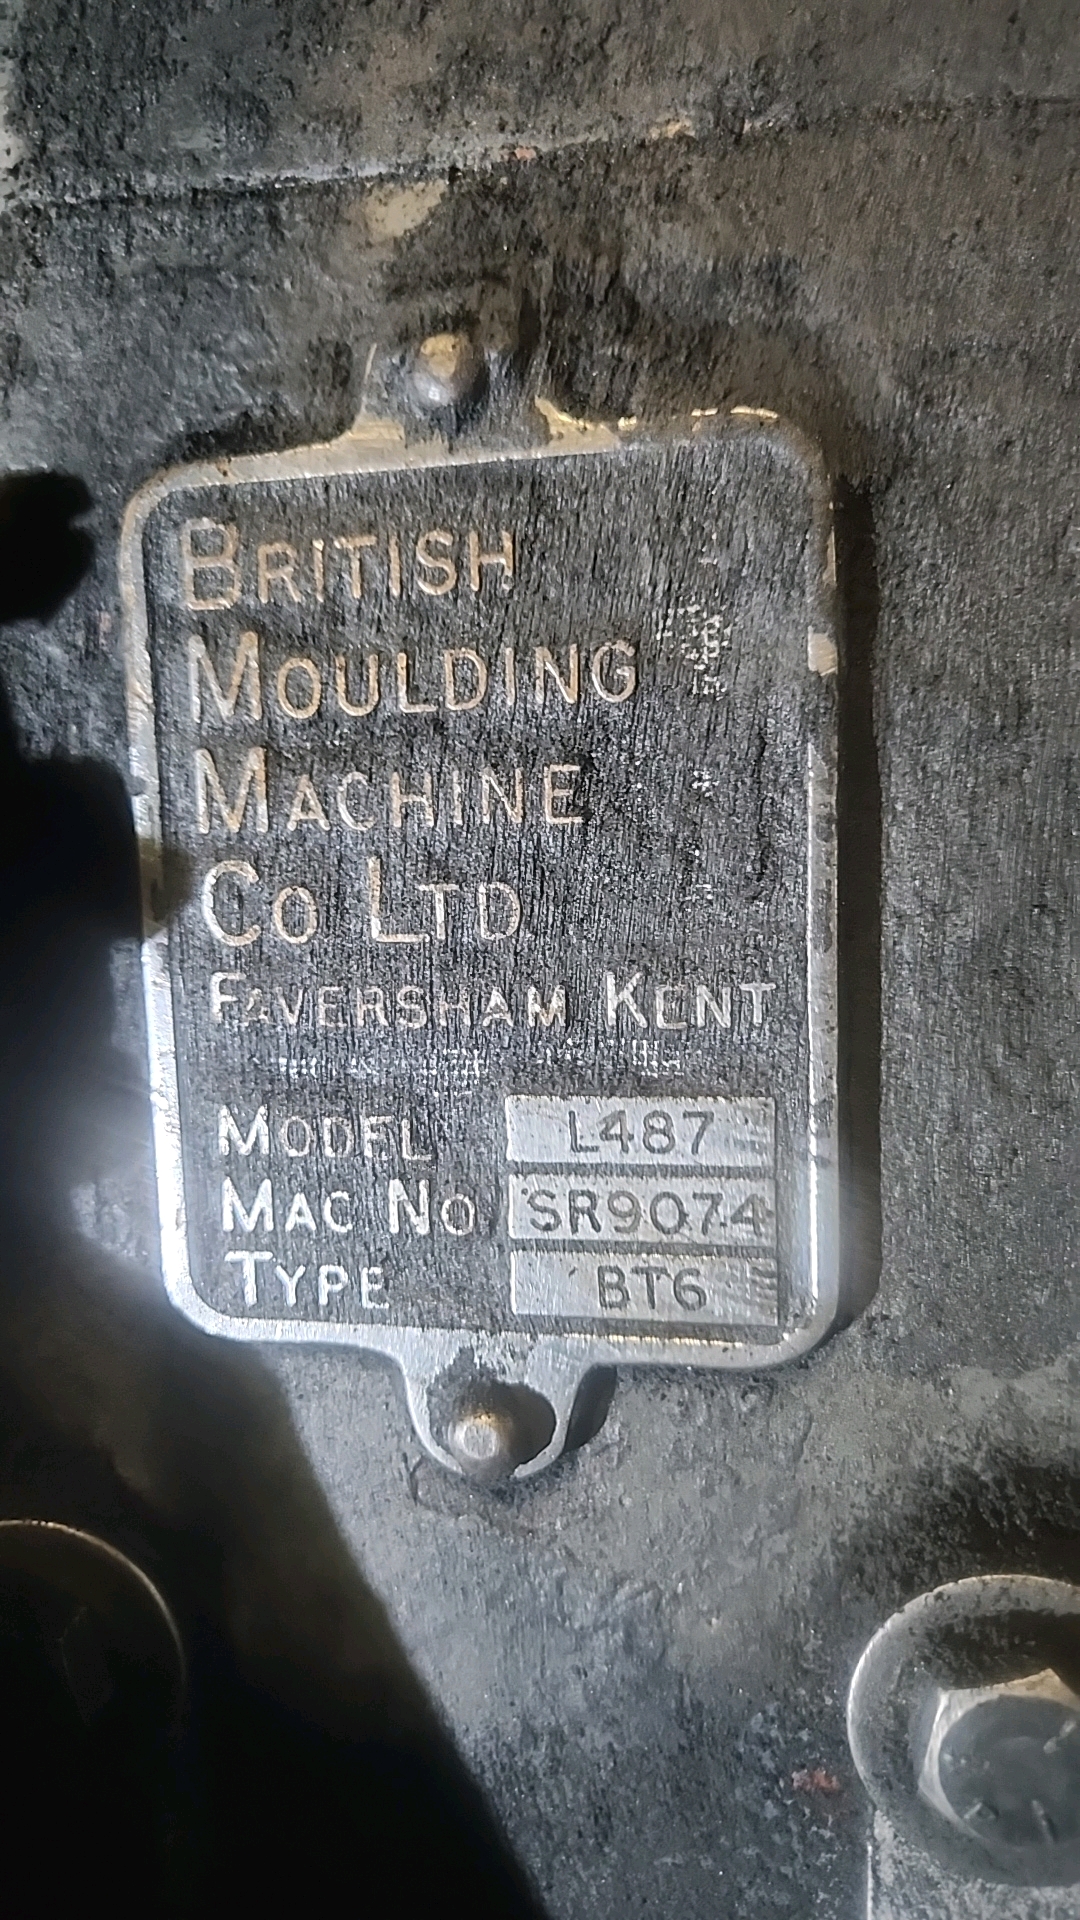 BRITISH
MOULDING
MACHINE
CO LTD
FAVERSHAM KENT
MODEL L487
MAC NO SR9074
TYPE BT6